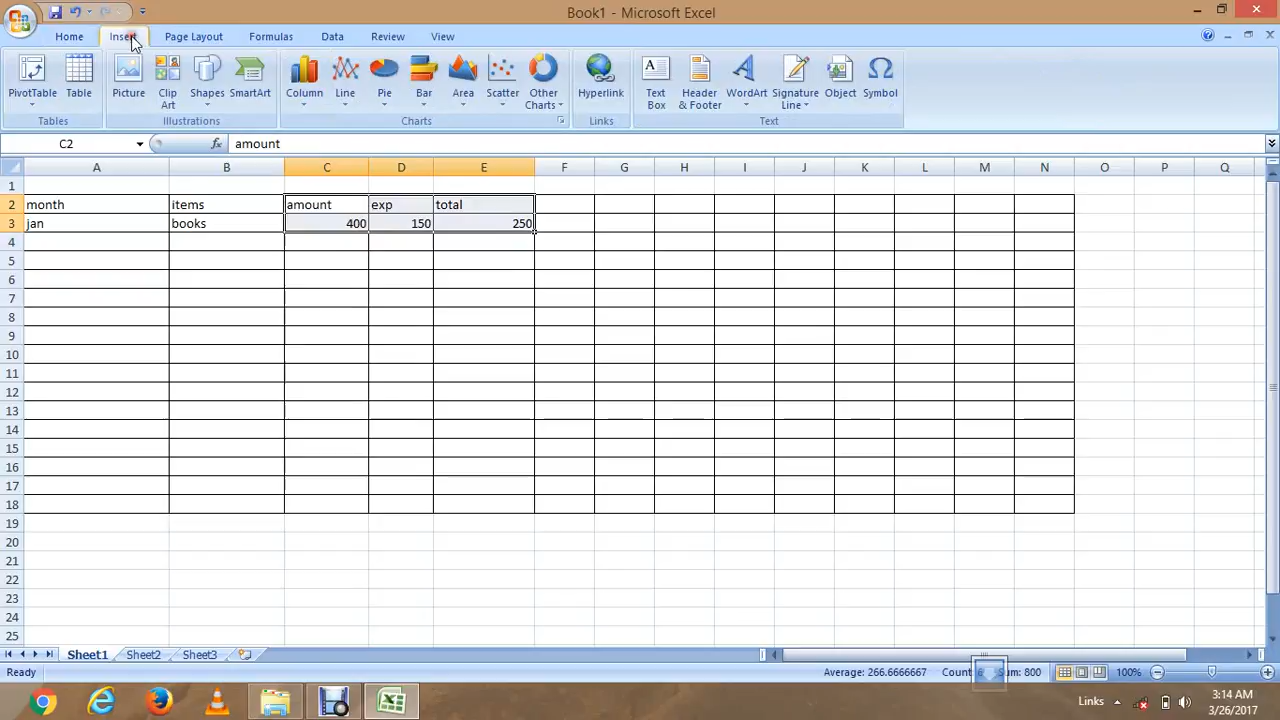 Book1 - Microsoft Excel
Home Insert Page Layout Formulas Data Review View
PivotTable Table Picture Clip Art Shapes SmartArt Column Line Pie Bar Area Scatter Other Charts Hyperlink Text Box Header & Footer WordArt Signature Line Object Symbol
Tables Illustrations Charts Links Text
C2 fx amount
A B C D E F G H I J K L M N O P Q
1
2 month items amount exp total
3 jan books 400 150 250
4
5
6
7
8
9
10
11
12
13
14
15
16
17
18
19
20
21
22
23
24
25
Sheet1 Sheet2 Sheet3
Ready Average: 266.6666667 Count: Sum: 800 100%
Links 3:14 AM
3/26/2017